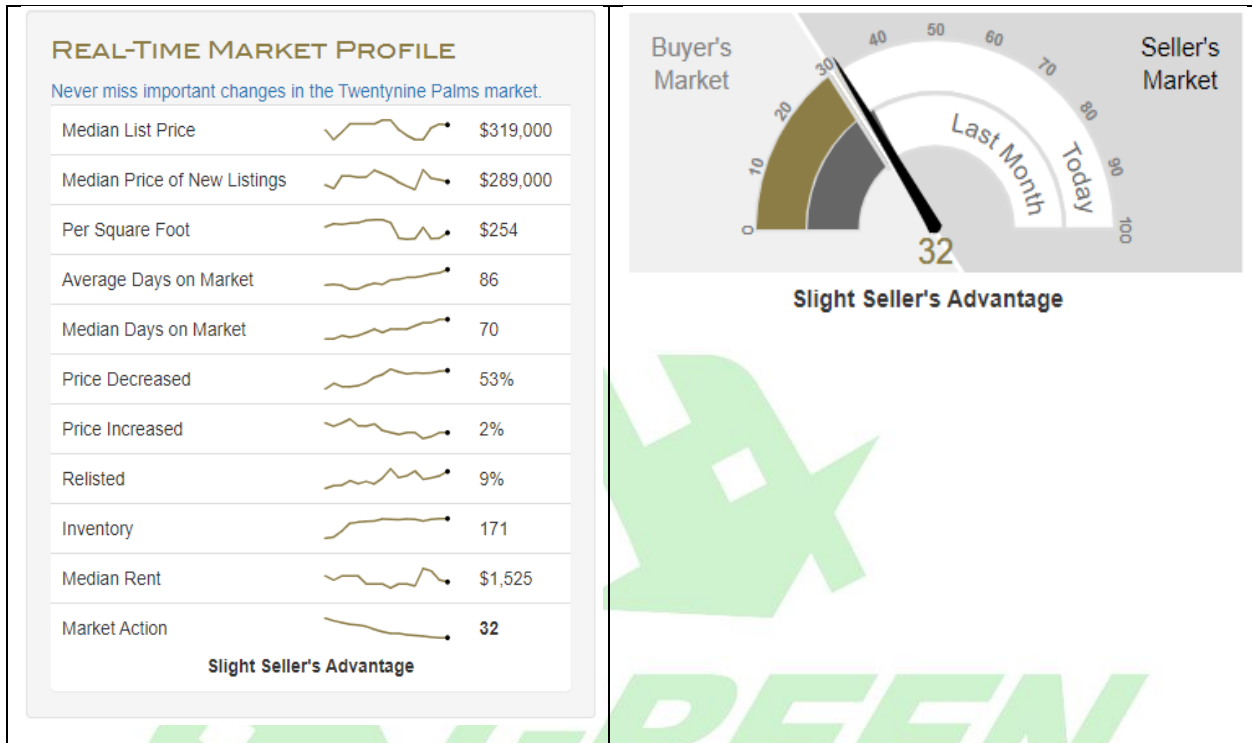 REAL-TIME MARKET PROFILE
Never miss important changes in the Twentynine Palms market.
Median List Price $319,000
Median Price of New Listings $289,000
Per Square Foot $254
Average Days on Market 86
Median Days on Market 70
Price Decreased 53%
Price Increased 2%
Relisted 9%
Inventory 171
Median Rent $1,525
Market Action 32
Slight Seller's Advantage
Buyer's
Market
Seller's
Market
0
10
20
30
40
50
60
70
80
90
100
Last Month
Today
32
Slight Seller's Advantage
REEN